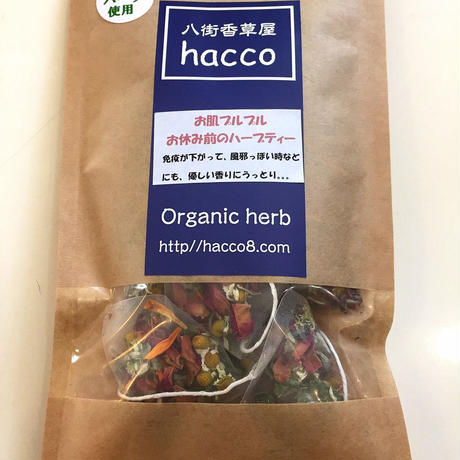 使用
八街香草屋
hacco
お肌プルプル
お休み前のハーブティー
免疫が下がって、風邪っぽい時など
にも、優しい香りにうっとり。。。
Organic herb
http//hacco8.com